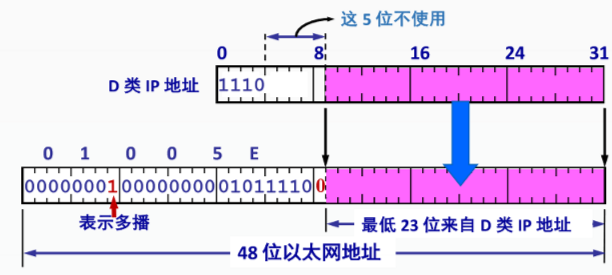 这 5 位不使用
0 8 16 24 31
D 类 IP 地址
1110
0 1 0 0 5 E
00000001 00000000 01011110 0
表示多播
最低 23 位来自 D 类 IP 地址
48 位以太网地址